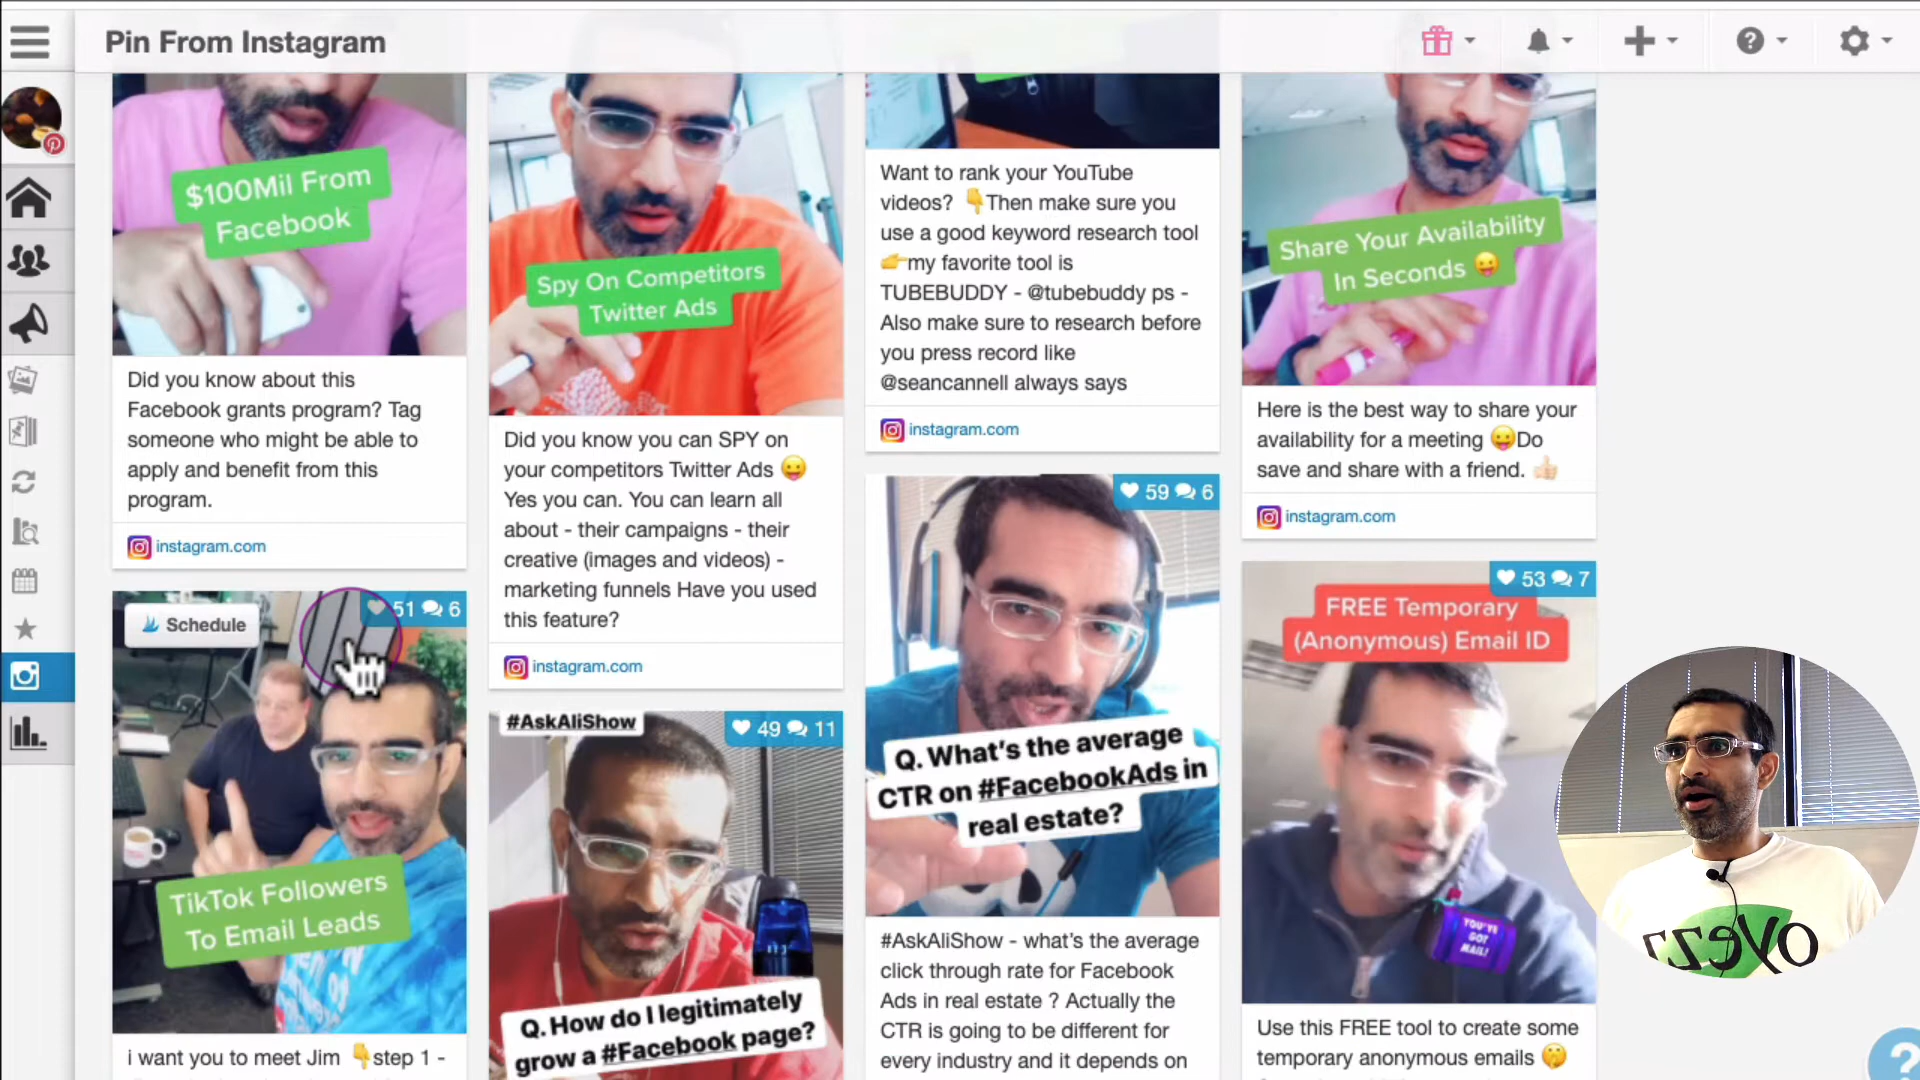 Pin From Instagram
$100Mil From
Facebook
Did you know about this
Facebook grants program? Tag
someone who might be able to
apply and benefit from this
program.
instagram.com
Schedule
51 6
TikTok Followers
To Email Leads
i want you to meet Jim 👇step 1 -
Spy On Competitors
Twitter Ads
Did you know you can SPY on
your competitors Twitter Ads 😛
Yes you can. You can learn all
about - their campaigns - their
creative (images and videos) -
marketing funnels Have you used
this feature?
instagram.com
#AskAliShow
49 11
Q. How do I legitimately
grow a #Facebook page?
Want to rank your YouTube
videos? 👇Then make sure you
use a good keyword research tool
👉my favorite tool is
TUBEBUDDY - @tubebuddy ps -
Also make sure to research before
you press record like
@seancannell always says
instagram.com
59 6
Q. What's the average
CTR on #FacebookAds in
real estate?
#AskAliShow - what's the average
click through rate for Facebook
Ads in real estate ? Actually the
CTR is going to be different for
every industry and it depends on
Share Your Availability
In Seconds 😛
Here is the best way to share your
availability for a meeting 😛Do
save and share with a friend. 👍🏻
instagram.com
53 7
FREE Temporary
(Anonymous) Email ID
YOU'VE
GOT
MAIL!
Use this FREE tool to create some
temporary anonymous emails 🤫